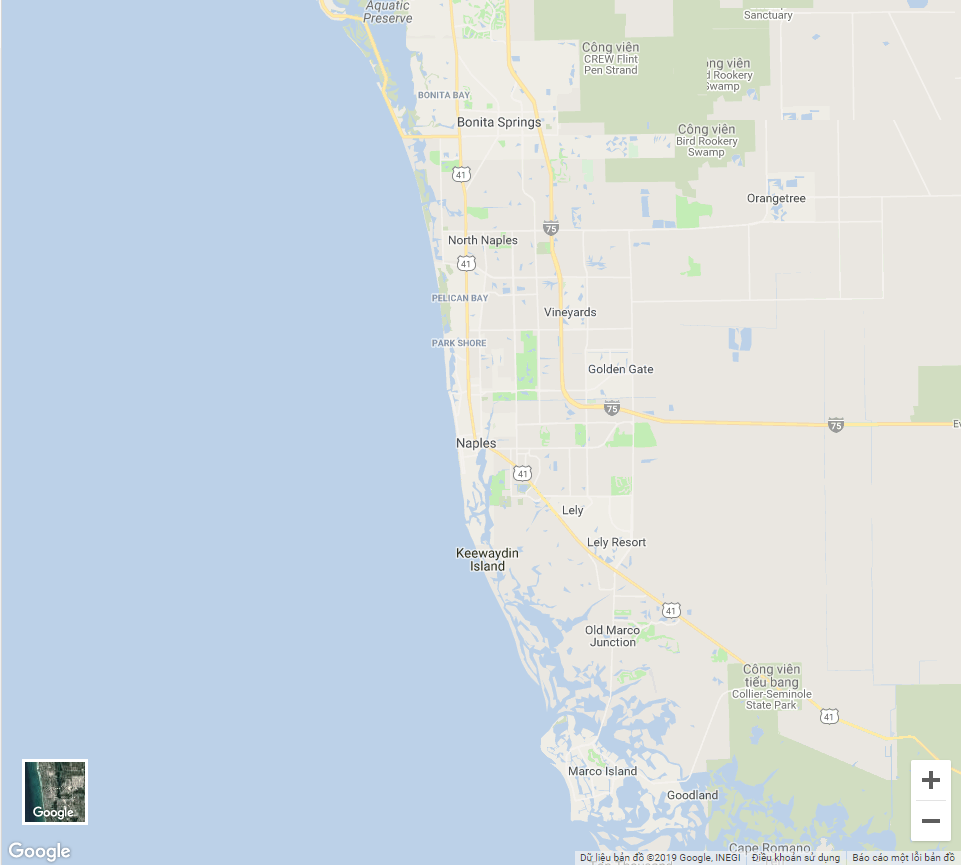 Aquatic
Preserve
Sanctuary
Công viên
CREW Flint
Pen Strand
ông viên
d Rookery
Swamp
BONITA BAY
Bonita Springs
Công viên
Bird Rookery
Swamp
41
Orangetree
75
North Naples
41
PELICAN BAY
Vineyards
PARK SHORE
Golden Gate
75
75
Ev
Naples
41
Lely
Lely Resort
Keewaydin
Island
41
Old Marco
Junction
Công viên
tiểu bang
Collier-Seminole
State Park
41
Marco Island
Goodland
Google
Cape Romano
Google
Dữ liệu bản đồ ©2019 Google, INEGI
Điều khoản sử dụng
Báo cáo một lỗi bản đồ